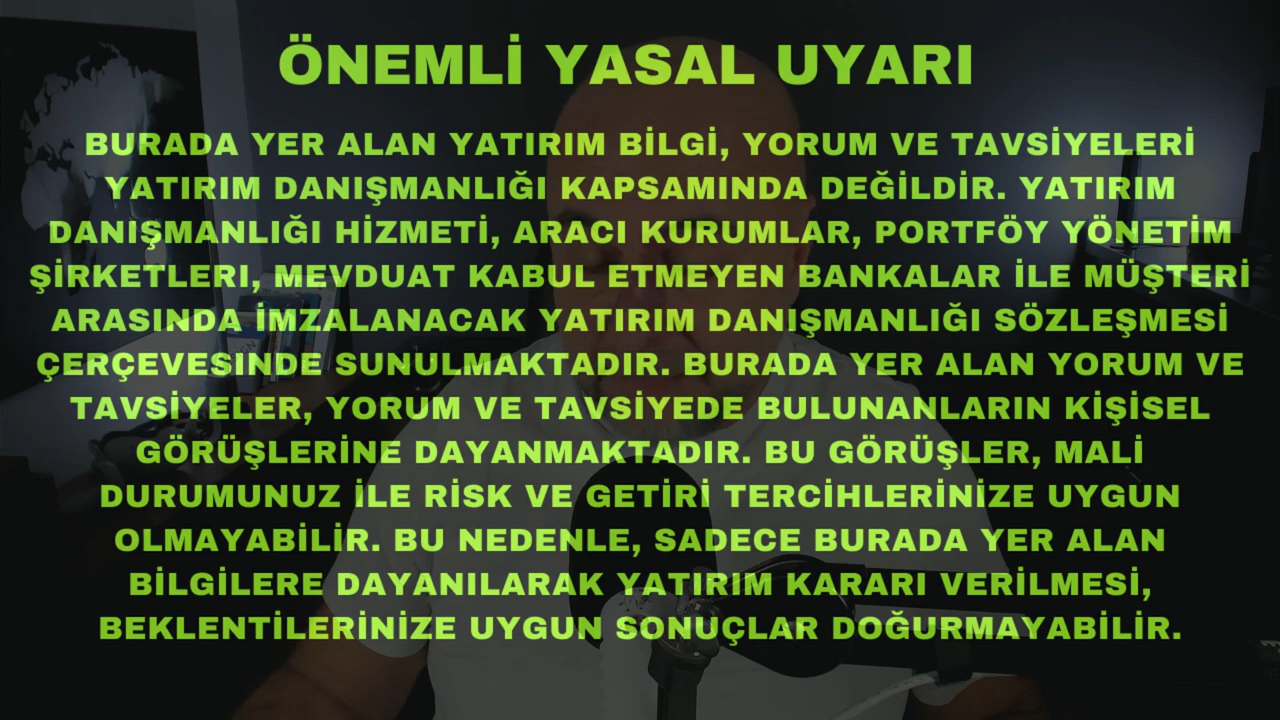 ÖNEMLİ YASAL UYARI
BURADA YER ALAN YATIRIM BİLGİ, YORUM VE TAVSİYELERİ
YATIRIM DANIŞMANLIĞI KAPSAMINDA DEĞİLDİR. YATIRIM
DANIŞMANLIĞI HİZMETİ, ARACI KURUMLAR, PORTFÖY YÖNETİM
ŞİRKETLERI, MEVDUAT KABUL ETMEYEN BANKALAR İLE MÜŞTERİ
ARASINDA İMZALANACAK YATIRIM DANIŞMANLIĞI SÖZLEŞMESİ
ÇERÇEVESINDE SUNULMAKTADIR. BURADA YER ALAN YORUM VE
TAVSİYELER, YORUM VE TAVSİYEDE BULUNANLARIN KİŞİSEL
GÖRÜŞLERİNE DAYANMAKTADIR. BU GÖRÜŞLER, MALİ
DURUMUNUZ İLE RİSK VE GETİRİ TERCİHLERİNİZE UYGUN
OLMAYABİLİR. BU NEDENLE, SADECE BURADA YER ALAN
BİLGİLERE DAYANILARAK YATIRIM KARARI VERİLMESİ,
BEKLENTİLERİNİZE UYGUN SONUÇLAR DOĞURMAYABİLİR.